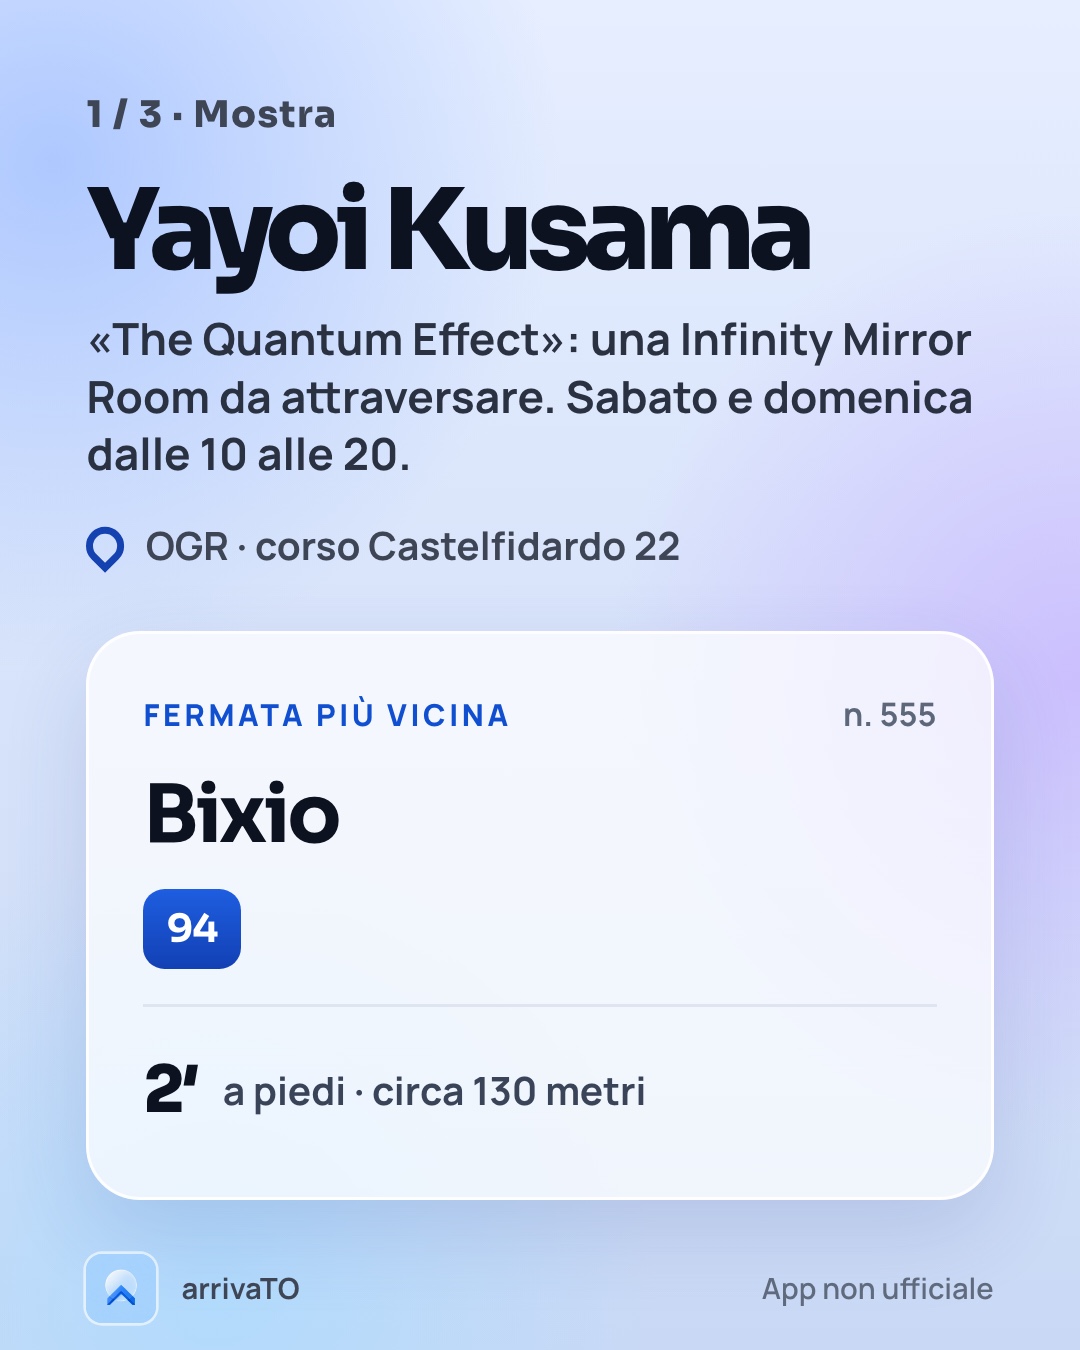 1 / 3 · Mostra
Yayoi Kusama
«The Quantum Effect»: una Infinity Mirror
Room da attraversare. Sabato e domenica
dalle 10 alle 20.
OGR · corso Castelfidardo 22
FERMATA PIÙ VICINA n. 555
Bixio
94
2′ a piedi · circa 130 metri
arrivaTO App non ufficiale